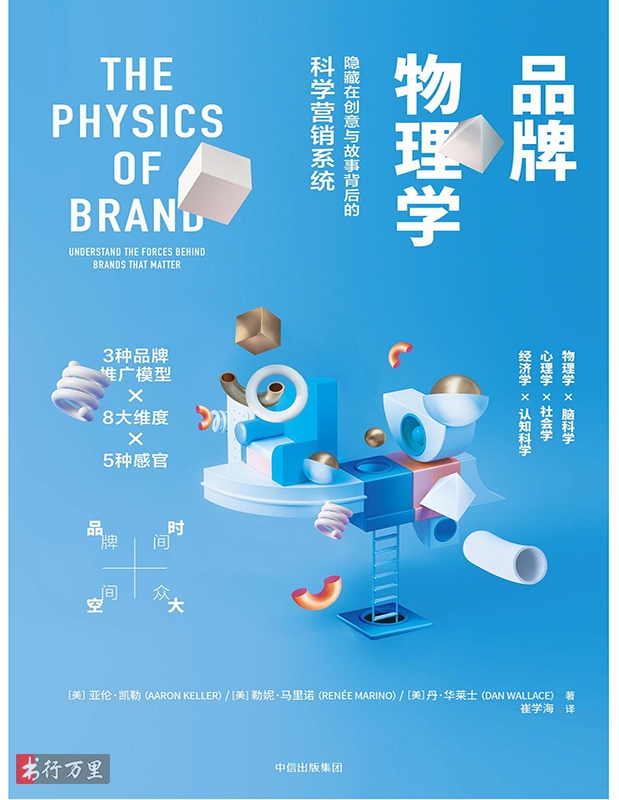 THE
PHYSICS
OF
BRAND
UNDERSTAND THE FORCES BEHIND
BRANDS THAT MATTER
品牌
物理学
隐藏在创意与故事背后的
科学营销系统
3种品牌
推广模型
×
8大维度
×
5种感官
物理学 × 脑科学
心理学 × 社会学
经济学 × 认知科学
品牌
时间
空间
大众
[美] 亚伦·凯勒 (AARON KELLER) / [美] 勒妮·马里诺 (RENÉE MARINO) / [美] 丹·华莱士 (DAN WALLACE) 著
崔学海 译
中信出版集团
书行万里